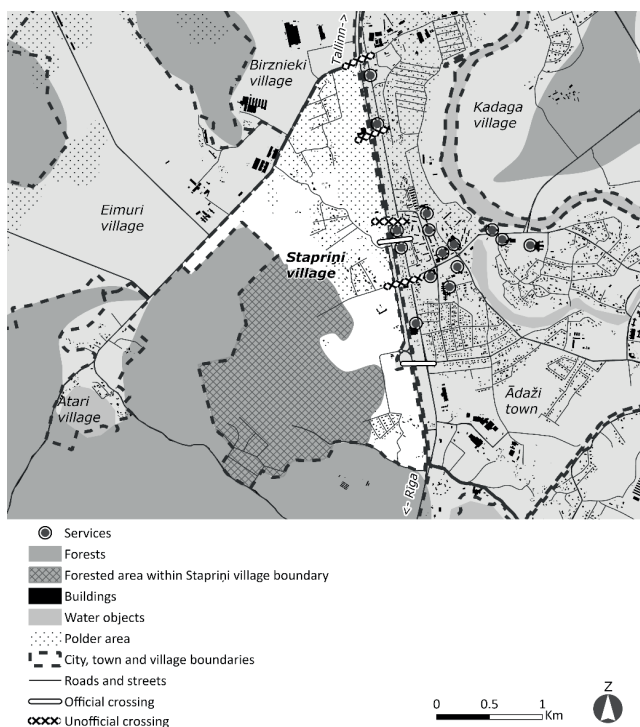 Tallinn ->
Birznieki
village
Kadaga
village
Eimuri village
Stapriņi
village
Atari
village
Ādaži
town
<- Riga
Services
Forests
Forested area within Stapriņi village boundary
Buildings
Water objects
Polder area
City, town and village boundaries
Roads and streets
Official crossing
Unofficial crossing
0 0.5 1
Km
Z